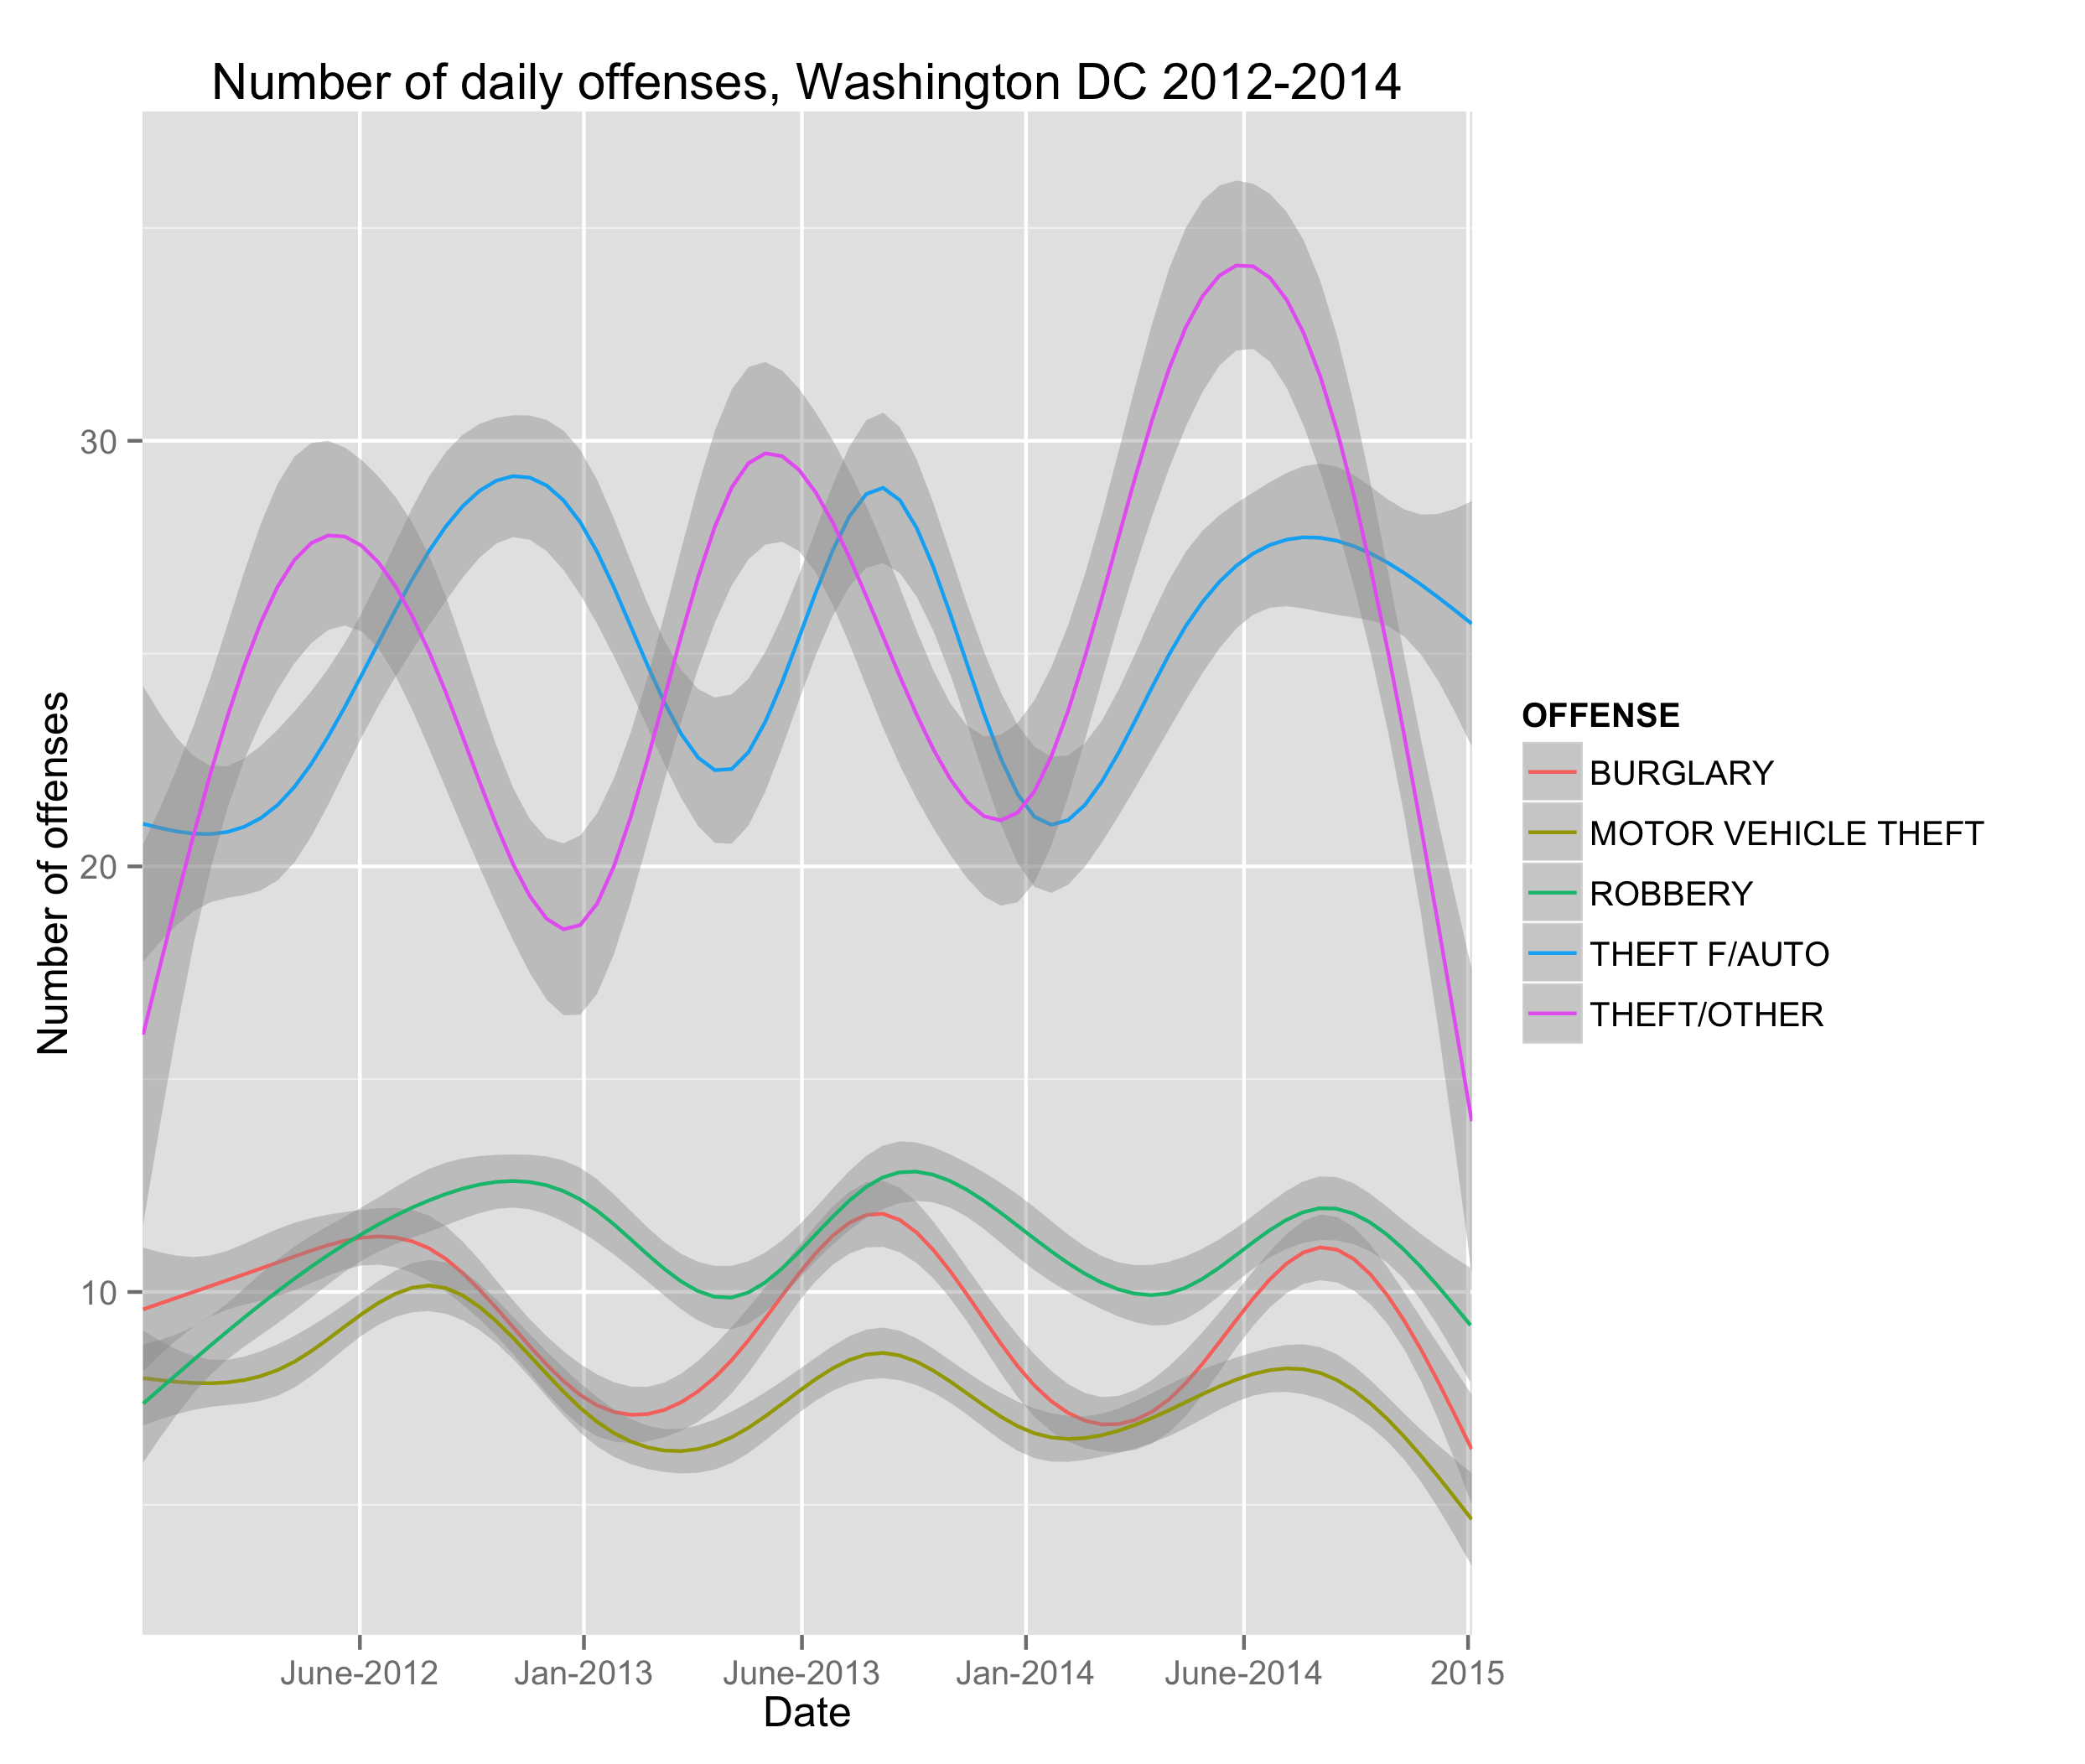 Number of daily offenses, Washington DC 2012-2014
Number of offenses
30
20
10
June-2012
Jan-2013
June-2013
Jan-2014
June-2014
2015
Date
OFFENSE
BURGLARY
MOTOR VEHICLE THEFT
ROBBERY
THEFT F/AUTO
THEFT/OTHER